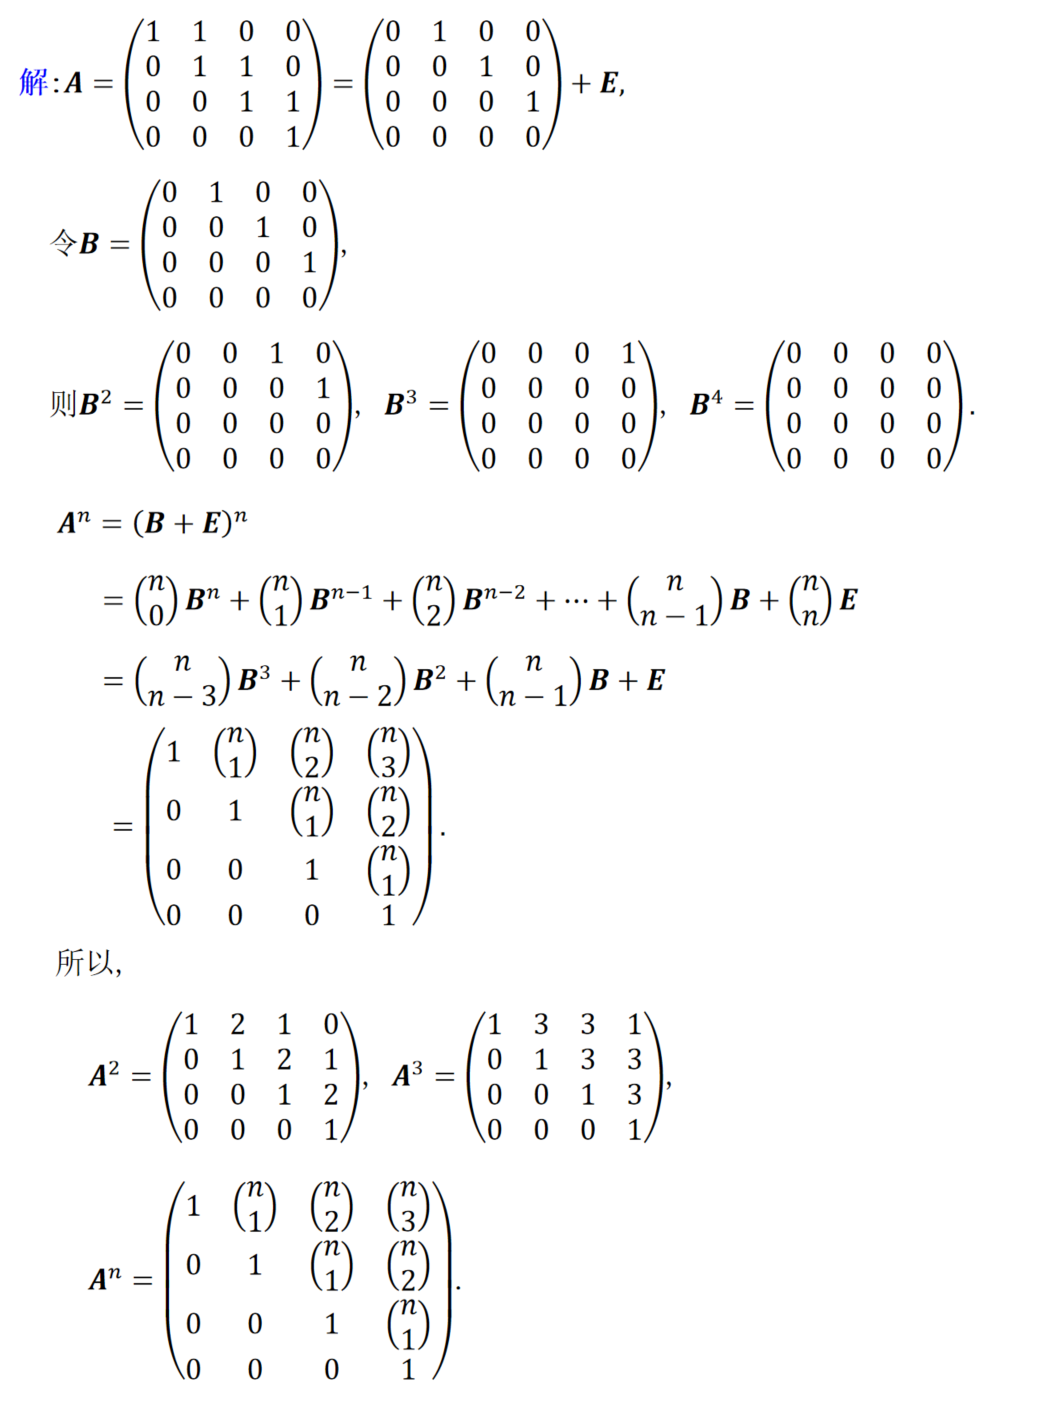 解:A = \begin{pmatrix} 1 & 1 & 0 & 0 \\ 0 & 1 & 1 & 0 \\ 0 & 0 & 1 & 1 \\ 0 & 0 & 0 & 1 \end{pmatrix} = \begin{pmatrix} 0 & 1 & 0 & 0 \\ 0 & 0 & 1 & 0 \\ 0 & 0 & 0 & 1 \\ 0 & 0 & 0 & 0 \end{pmatrix} + E,
令B = \begin{pmatrix} 0 & 1 & 0 & 0 \\ 0 & 0 & 1 & 0 \\ 0 & 0 & 0 & 1 \\ 0 & 0 & 0 & 0 \end{pmatrix},
则B^2 = \begin{pmatrix} 0 & 0 & 1 & 0 \\ 0 & 0 & 0 & 1 \\ 0 & 0 & 0 & 0 \\ 0 & 0 & 0 & 0 \end{pmatrix}, B^3 = \begin{pmatrix} 0 & 0 & 0 & 1 \\ 0 & 0 & 0 & 0 \\ 0 & 0 & 0 & 0 \\ 0 & 0 & 0 & 0 \end{pmatrix}, B^4 = \begin{pmatrix} 0 & 0 & 0 & 0 \\ 0 & 0 & 0 & 0 \\ 0 & 0 & 0 & 0 \\ 0 & 0 & 0 & 0 \end{pmatrix}.
A^n = (B + E)^n
= \binom{n}{0} B^n + \binom{n}{1} B^{n-1} + \binom{n}{2} B^{n-2} + \cdots + \binom{n}{n-1} B + \binom{n}{n} E
= \binom{n}{n-3} B^3 + \binom{n}{n-2} B^2 + \binom{n}{n-1} B + E
= \begin{pmatrix} 1 & \binom{n}{1} & \binom{n}{2} & \binom{n}{3} \\ 0 & 1 & \binom{n}{1} & \binom{n}{2} \\ 0 & 0 & 1 & \binom{n}{1} \\ 0 & 0 & 0 & 1 \end{pmatrix}.
所以,
A^2 = \begin{pmatrix} 1 & 2 & 1 & 0 \\ 0 & 1 & 2 & 1 \\ 0 & 0 & 1 & 2 \\ 0 & 0 & 0 & 1 \end{pmatrix}, A^3 = \begin{pmatrix} 1 & 3 & 3 & 1 \\ 0 & 1 & 3 & 3 \\ 0 & 0 & 1 & 3 \\ 0 & 0 & 0 & 1 \end{pmatrix},
A^n = \begin{pmatrix} 1 & \binom{n}{1} & \binom{n}{2} & \binom{n}{3} \\ 0 & 1 & \binom{n}{1} & \binom{n}{2} \\ 0 & 0 & 1 & \binom{n}{1} \\ 0 & 0 & 0 & 1 \end{pmatrix}.